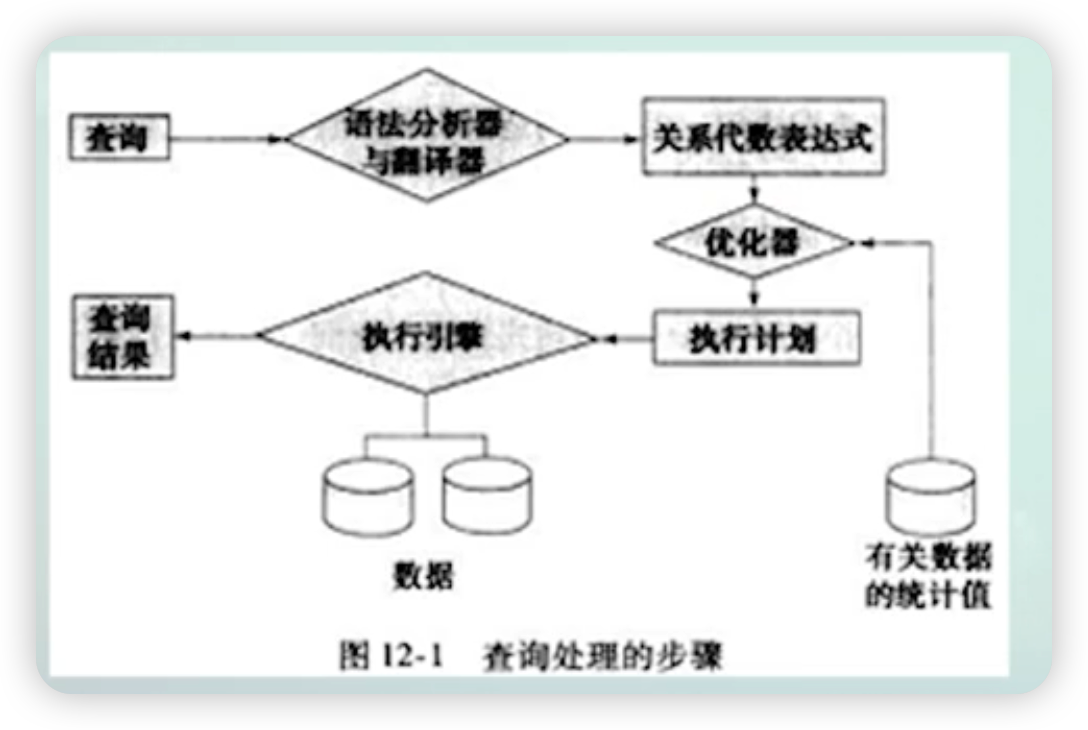 查询
语法分析器
与翻译器
关系代数表达式
优化器
查询
结果
执行引擎
执行计划
数据
有关数据
的统计值
图 12-1 查询处理的步骤